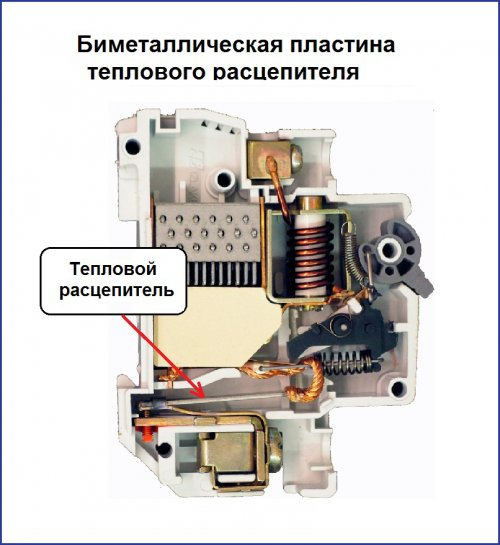 Биметаллическая пластина
теплового расцепителя
Тепловой
расцепитель